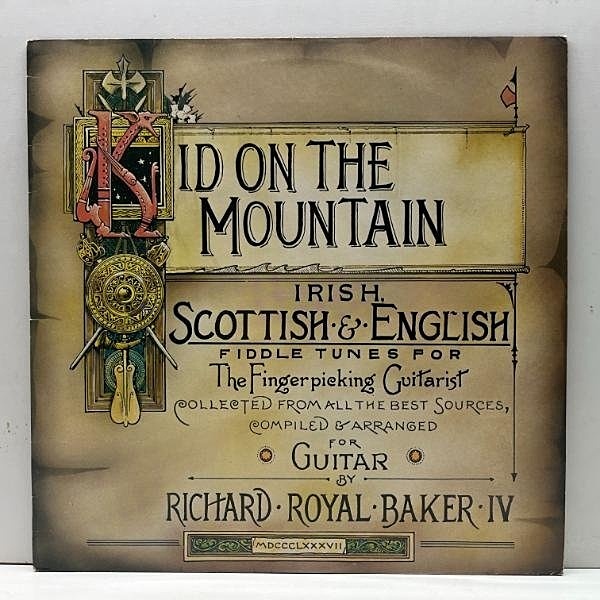 KID ON THE
MOUNTAIN
IRISH,
SCOTTISH·&·ENGLISH
FIDDLE TUNES FOR
The Fingerpicking Guitarist
COLLECTED FROM ALL THE BEST SOURCES,
COMPILED & ARRANGED
FOR
GUITAR
BY
RICHARD·ROYAL·BAKER·IV
MDCCCLXXXVII